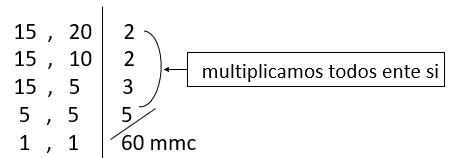 15 , 20 2
15 , 10 2
15 , 5 3
5 , 5 5
1 , 1 60 mmc
multiplicamos todos ente si